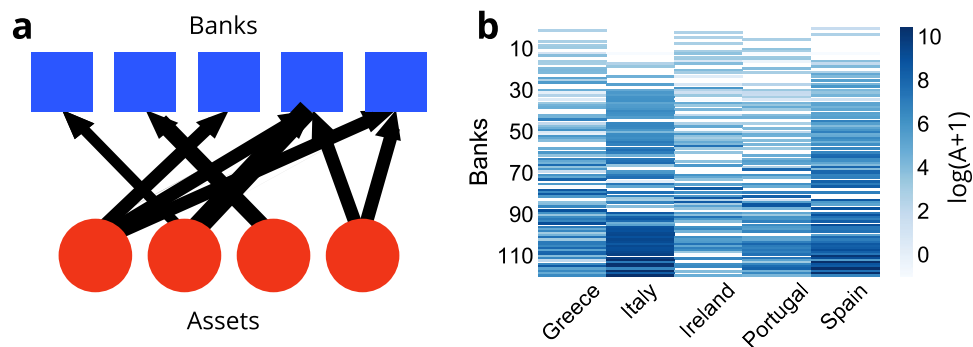 a
Banks
Assets
b
Banks
10
30
50
70
90
110
Greece
Italy
Ireland
Portugal
Spain
10
8
6
4
2
0
log(A+1)